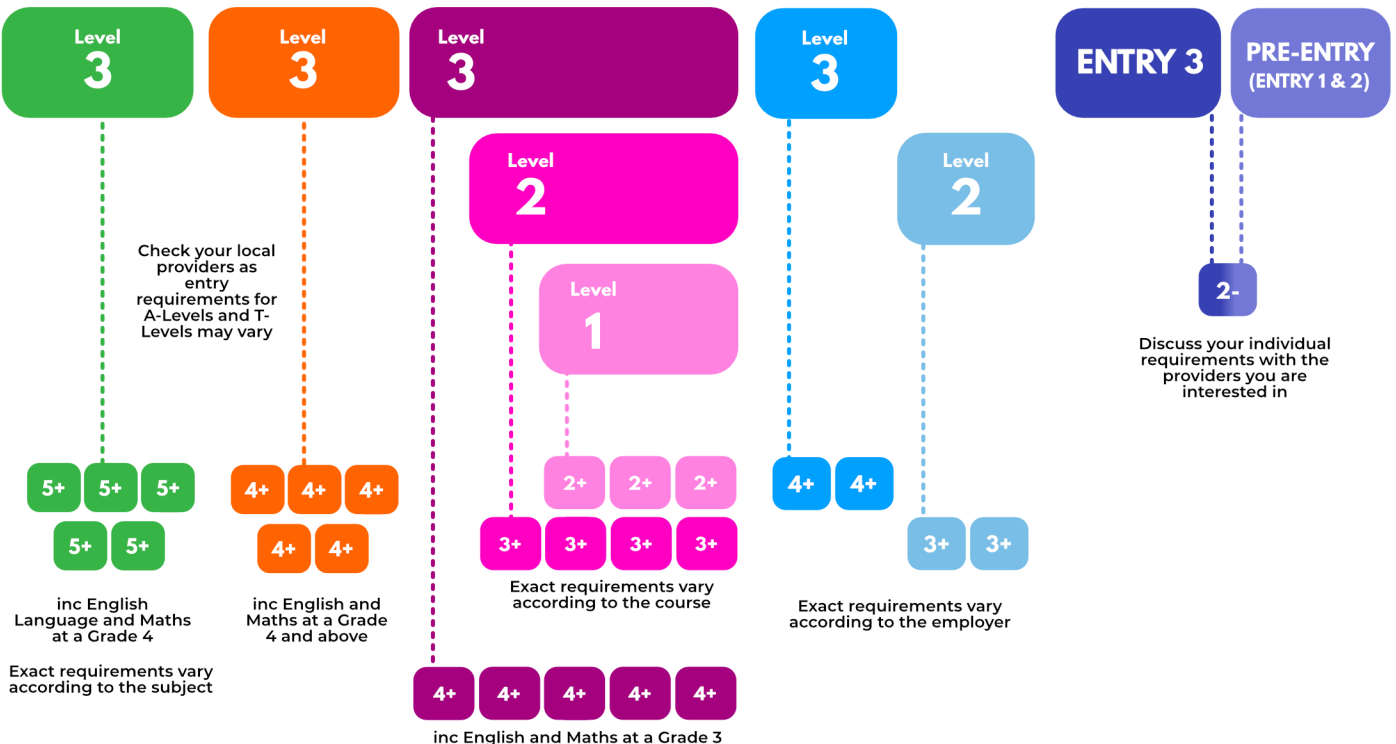 Level
3
Level
3
Level
3
Level
3
ENTRY 3
PRE-ENTRY
(ENTRY 1 & 2)
Level
2
Level
2
Level
1
Check your local
providers as
entry
requirements for
A-Levels and T-
Levels may vary
2-
Discuss your individual
requirements with the
providers you are
interested in
5+ 5+ 5+
5+ 5+
inc English
Language and Maths
at a Grade 4
Exact requirements vary
according to the subject
4+ 4+ 4+
4+ 4+
inc English and
Maths at a Grade
4 and above
2+ 2+ 2+
3+ 3+ 3+ 3+
Exact requirements vary
according to the course
4+ 4+ 4+ 4+ 4+
inc English and Maths at a Grade 3
4+ 4+
3+ 3+
Exact requirements vary
according to the employer